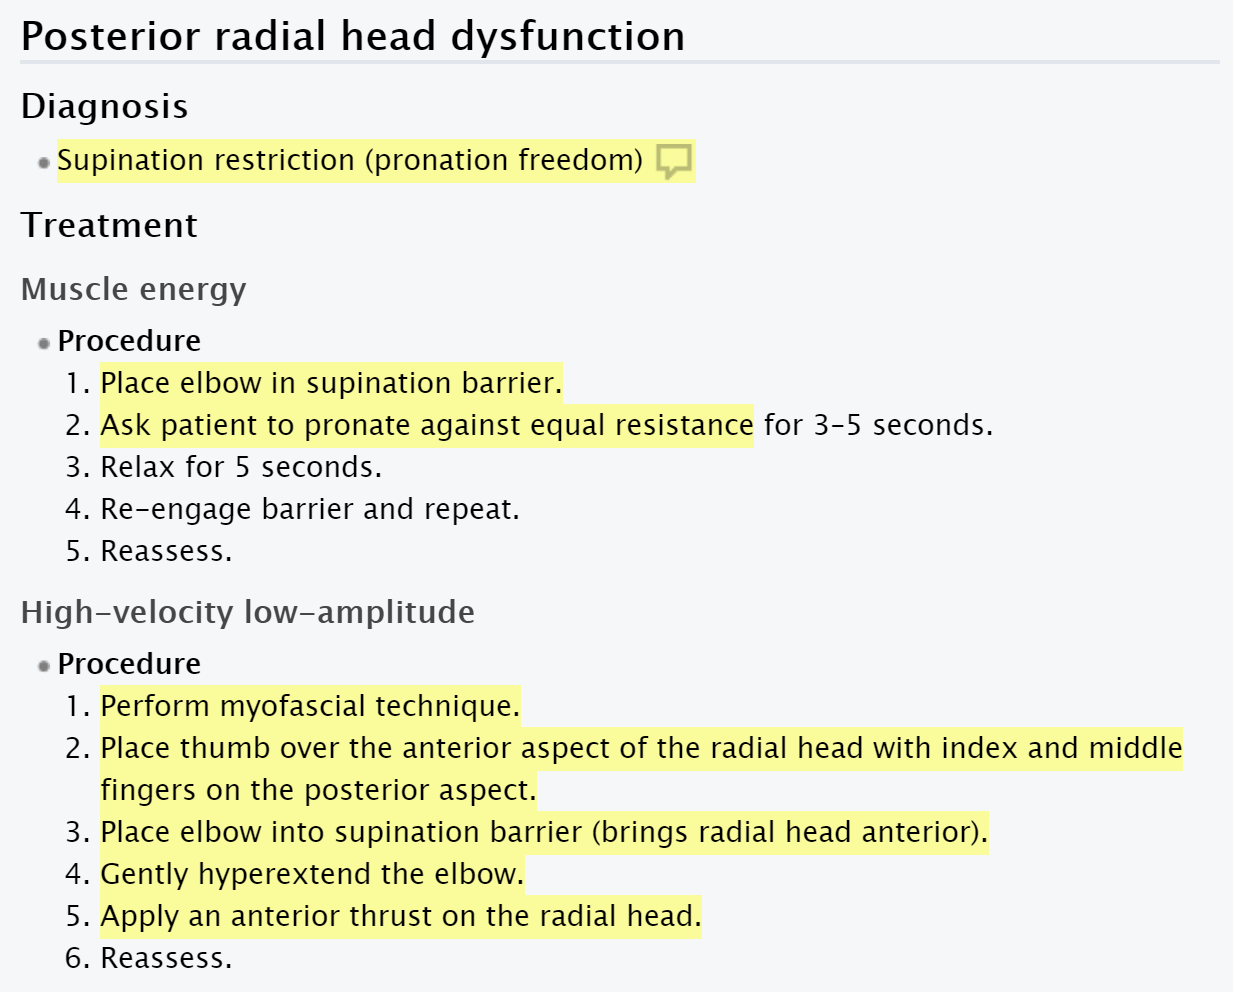 Posterior radial head dysfunction
Diagnosis
Supination restriction (pronation freedom)
Treatment
Muscle energy
Procedure
1. Place elbow in supination barrier.
2. Ask patient to pronate against equal resistance for 3–5 seconds.
3. Relax for 5 seconds.
4. Re-engage barrier and repeat.
5. Reassess.
High-velocity low-amplitude
Procedure
1. Perform myofascial technique.
2. Place thumb over the anterior aspect of the radial head with index and middle
fingers on the posterior aspect.
3. Place elbow into supination barrier (brings radial head anterior).
4. Gently hyperextend the elbow.
5. Apply an anterior thrust on the radial head.
6. Reassess.